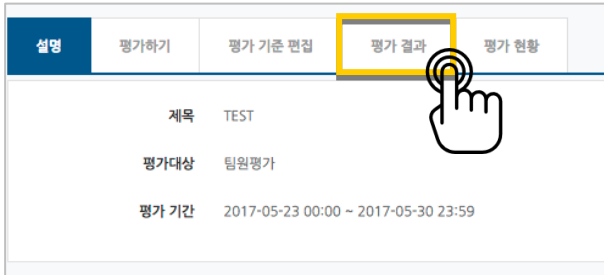 설명 평가하기 평가 기준 편집 평가 결과 평가 현황
제목 TEST
평가대상 팀원평가
평가 기간 2017-05-23 00:00 ~ 2017-05-30 23:59